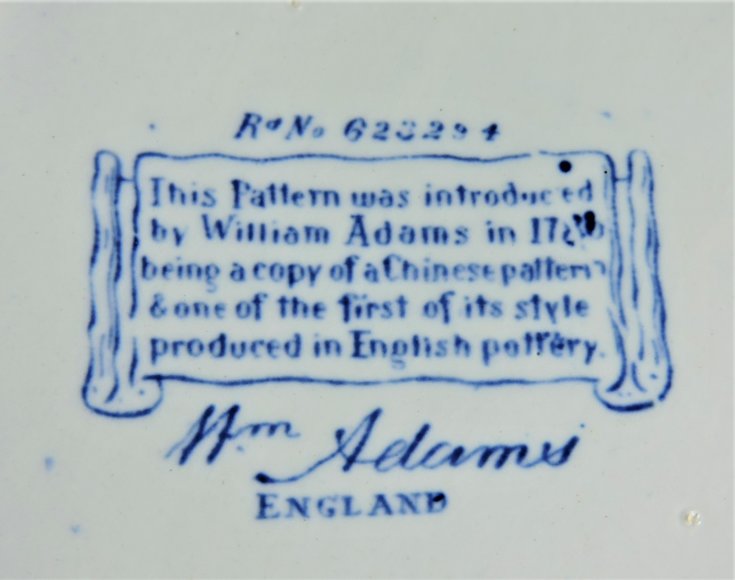 Rd No 623294
This Pattern was introduced
by William Adams in
being a copy of a Chinese pattern
& one of the first of its style
produced in English pottery.
Wm Adams
ENGLAND